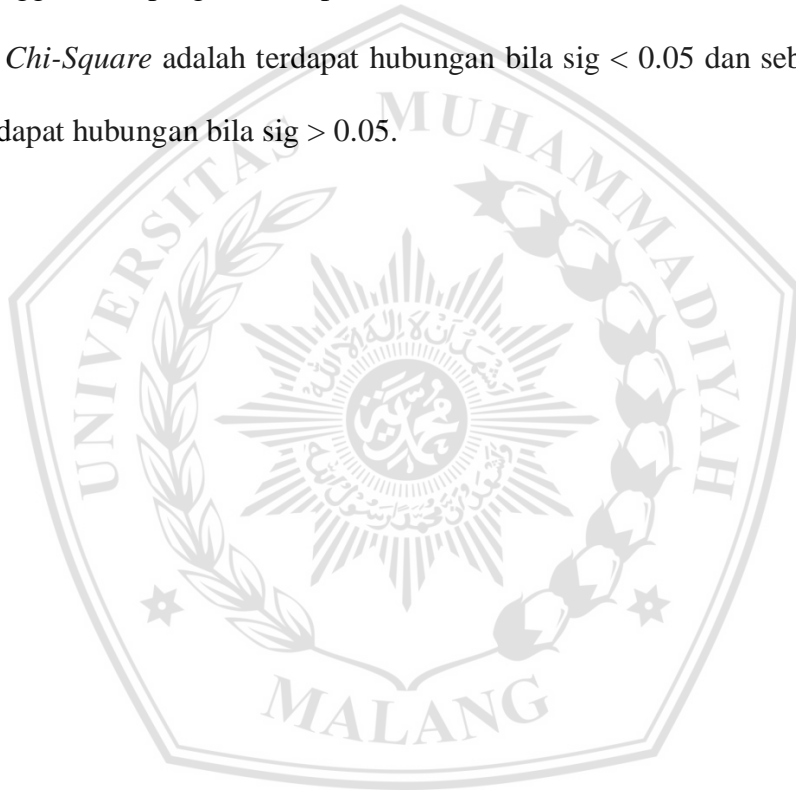 Chi-Square adalah terdapat hubungan bila sig < 0.05 dan seb
dapat hubungan bila sig > 0.05.
UNIVERSITAS MUHAMMADIYAH
MALANG